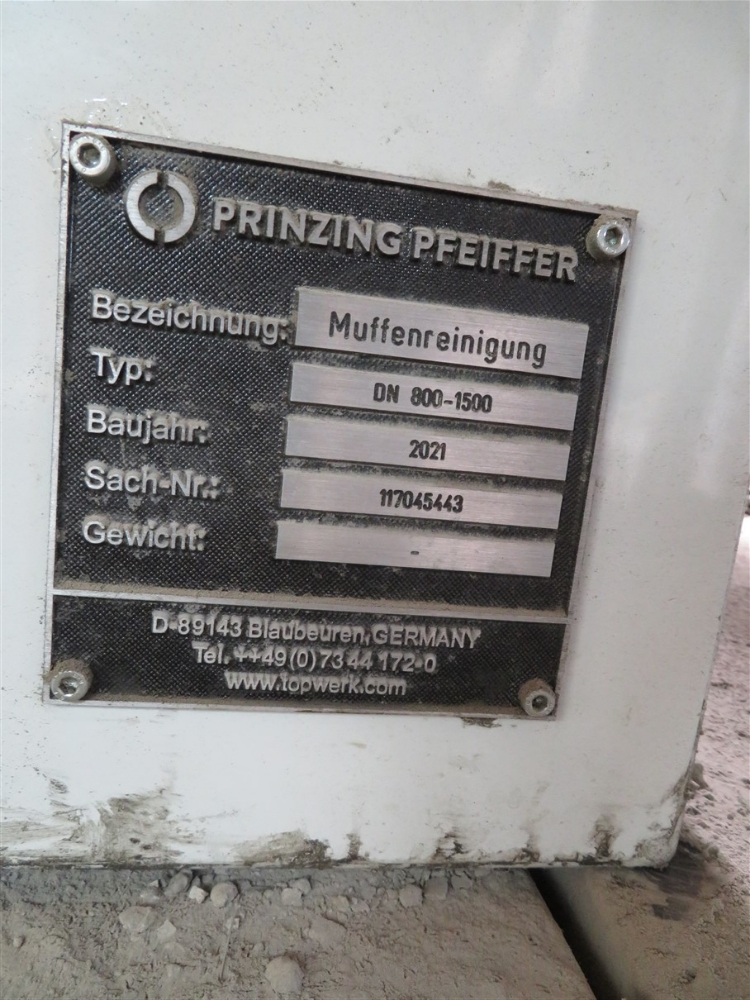 PRINZING PFEIFFER
Bezeichnung: Muffenreinigung
Typ: DN 800-1500
Baujahr: 2021
Sach-Nr.: 117045443
Gewicht: -
D-89143 Blaubeuren, GERMANY
Tel. ++49 (0) 73 44 172-0
www.topwerk.com